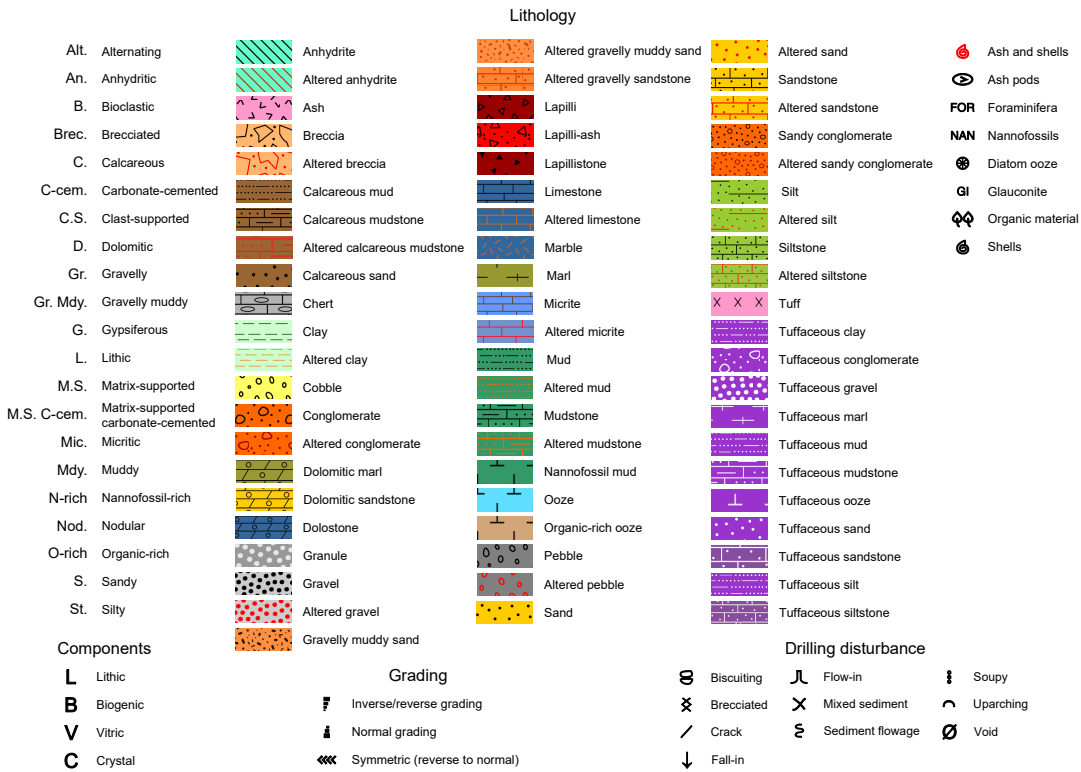 Lithology
Alt. Alternating
An. Anhydritic
B. Bioclastic
Brec. Brecciated
C. Calcareous
C-cem. Carbonate-cemented
C.S. Clast-supported
D. Dolomitic
Gr. Gravelly
Gr. Mdy. Gravelly muddy
G. Gypsiferous
L. Lithic
M.S. Matrix-supported
M.S. C-cem. Matrix-supported
carbonate-cemented
Mic. Micritic
Mdy. Muddy
N-rich Nannofossil-rich
Nod. Nodular
O-rich Organic-rich
S. Sandy
St. Silty
Anhydrite
Altered anhydrite
Ash
Breccia
Altered breccia
Calcareous mud
Calcareous mudstone
Altered calcareous mudstone
Calcareous sand
Chert
Clay
Altered clay
Cobble
Conglomerate
Altered conglomerate
Dolomitic marl
Dolomitic sandstone
Dolostone
Granule
Gravel
Altered gravel
Gravelly muddy sand
Altered gravelly muddy sand
Altered gravelly sandstone
Lapilli
Lapilli-ash
Lapillistone
Limestone
Altered limestone
Marble
Marl
Micrite
Altered micrite
Mud
Altered mud
Mudstone
Altered mudstone
Nannofossil mud
Ooze
Organic-rich ooze
Pebble
Altered pebble
Sand
Altered sand
Sandstone
Altered sandstone
Sandy conglomerate
Altered sandy conglomerate
Silt
Altered silt
Siltstone
Altered siltstone
X X X Tuff
Tuffaceous clay
Tuffaceous conglomerate
Tuffaceous gravel
Tuffaceous marl
Tuffaceous mud
Tuffaceous mudstone
Tuffaceous ooze
Tuffaceous sand
Tuffaceous sandstone
Tuffaceous silt
Tuffaceous siltstone
Ash and shells
Ash pods
FOR Foraminifera
NAN Nannofossils
Diatom ooze
GI Glauconite
Organic material
Shells
Components
L Lithic
B Biogenic
V Vitric
C Crystal
Grading
Inverse/reverse grading
Normal grading
Symmetric (reverse to normal)
Drilling disturbance
Biscuiting
Brecciated
Crack
Fall-in
Flow-in
Mixed sediment
Sediment flowage
Soupy
Uparching
Void